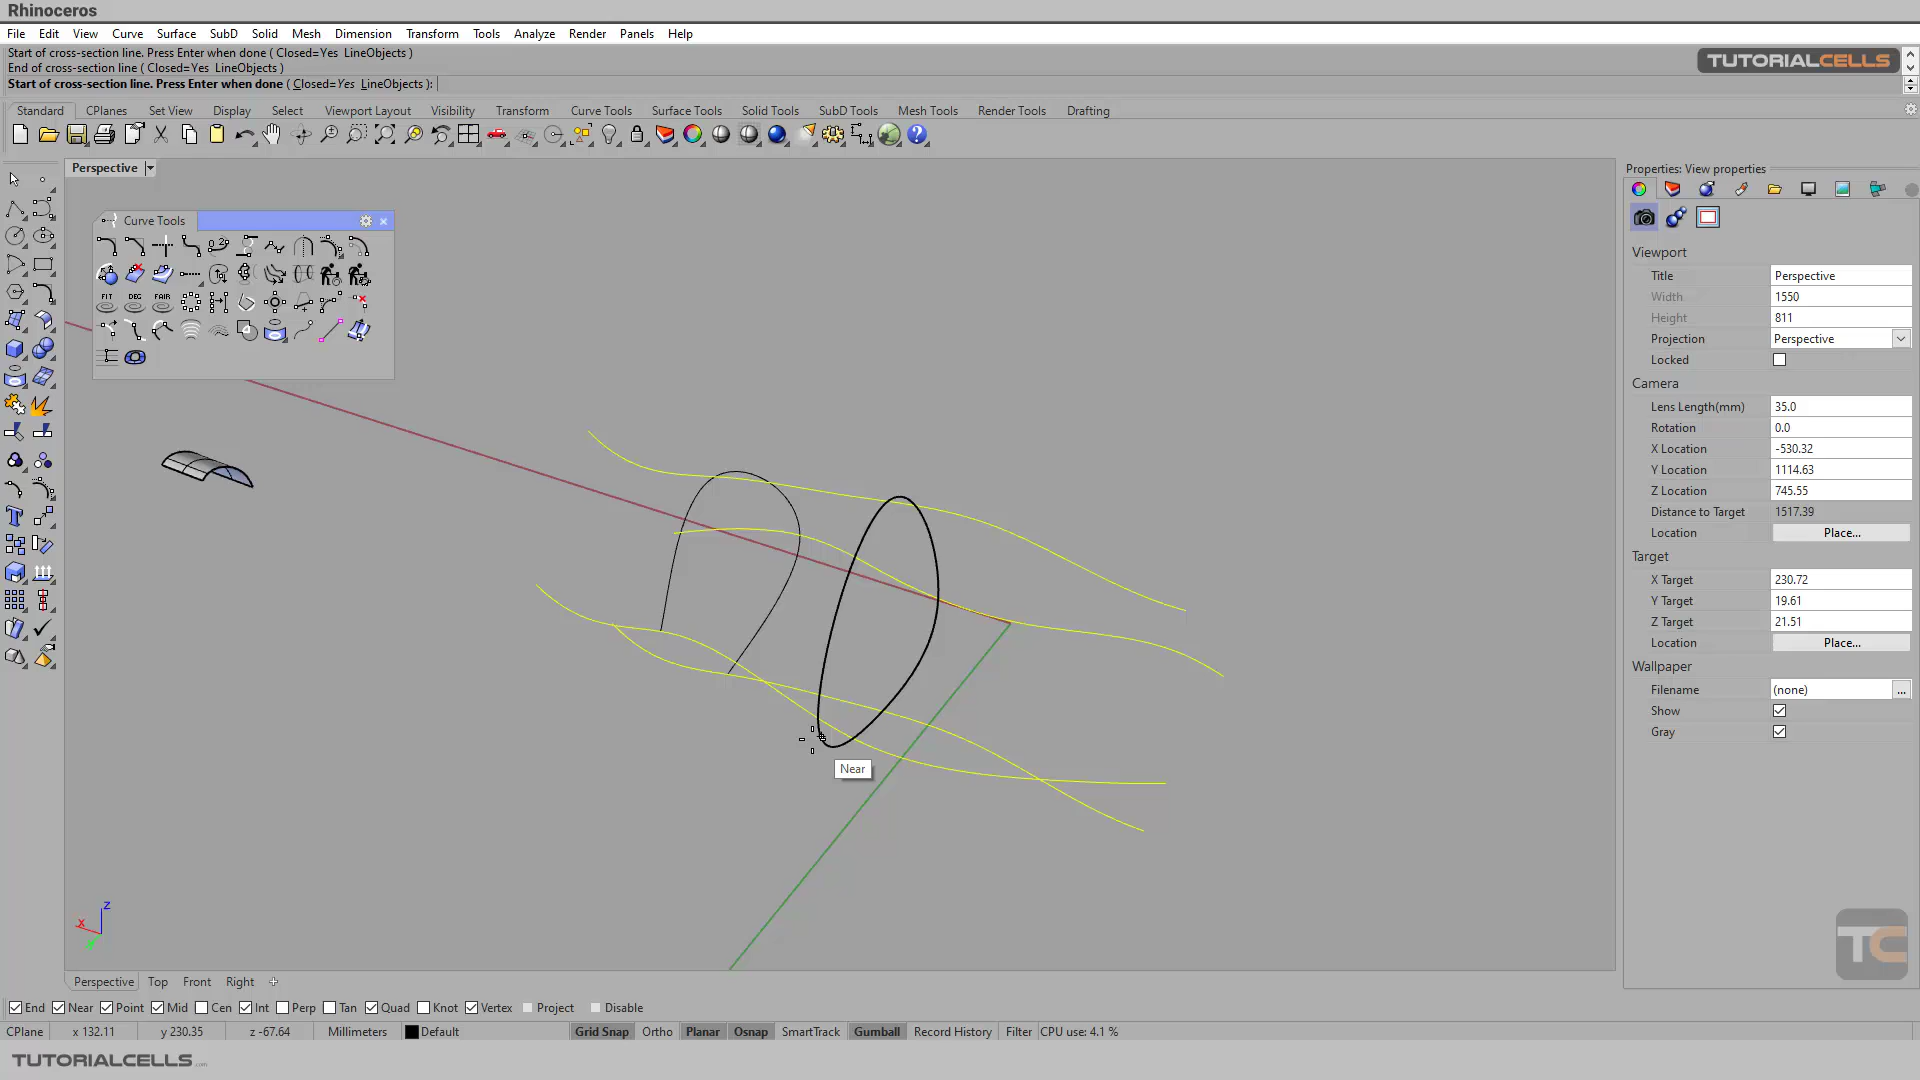 Rhinoceros
File Edit View Curve Surface SubD Solid Mesh Dimension Transform Tools Analyze Render Panels Help
Start of cross-section line. Press Enter when done ( Closed=Yes LineObjects )
End of cross-section line ( Closed=Yes LineObjects )
Start of cross-section line. Press Enter when done ( Closed=Yes LineObjects ):
TUTORIALCELLS
Standard CPlanes Set View Display Select Viewport Layout Visibility Transform Curve Tools Surface Tools Solid Tools SubD Tools Mesh Tools Render Tools Drafting
Perspective
Curve Tools
FIT DEG FAIR
Near
z
x
Properties: View properties
Viewport
Title Perspective
Width 1550
Height 811
Projection Perspective
Locked
Camera
Lens Length(mm) 35.0
Rotation 0.0
X Location -530.32
Y Location 1114.63
Z Location 745.55
Distance to Target 1517.39
Location Place...
Target
X Target 230.72
Y Target 19.61
Z Target 21.51
Location Place...
Wallpaper
Filename (none) ...
Show
Gray
TC
Perspective Top Front Right
End Near Point Mid Cen Int Perp Tan Quad Knot Vertex Project Disable
CPlane x 132.11 y 230.35 z -67.64 Millimeters Default Grid Snap Ortho Planar Osnap SmartTrack Gumball Record History Filter CPU use: 4.1 %
TUTORIALCELLS